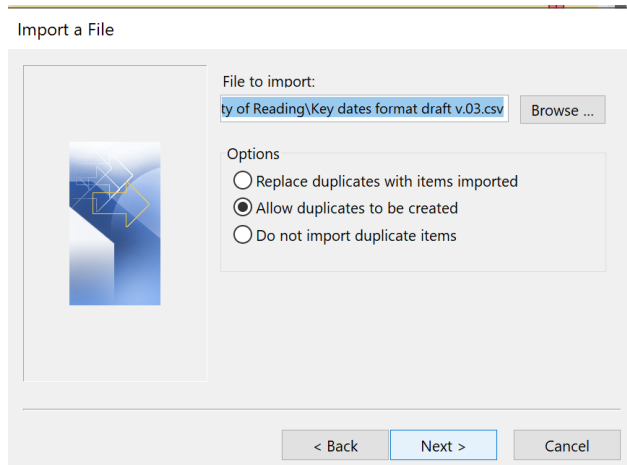 Import a File
File to import:
ty of Reading\Key dates format draft v.03.csv
Browse ...
Options
Replace duplicates with items imported
Allow duplicates to be created
Do not import duplicate items
< Back
Next >
Cancel